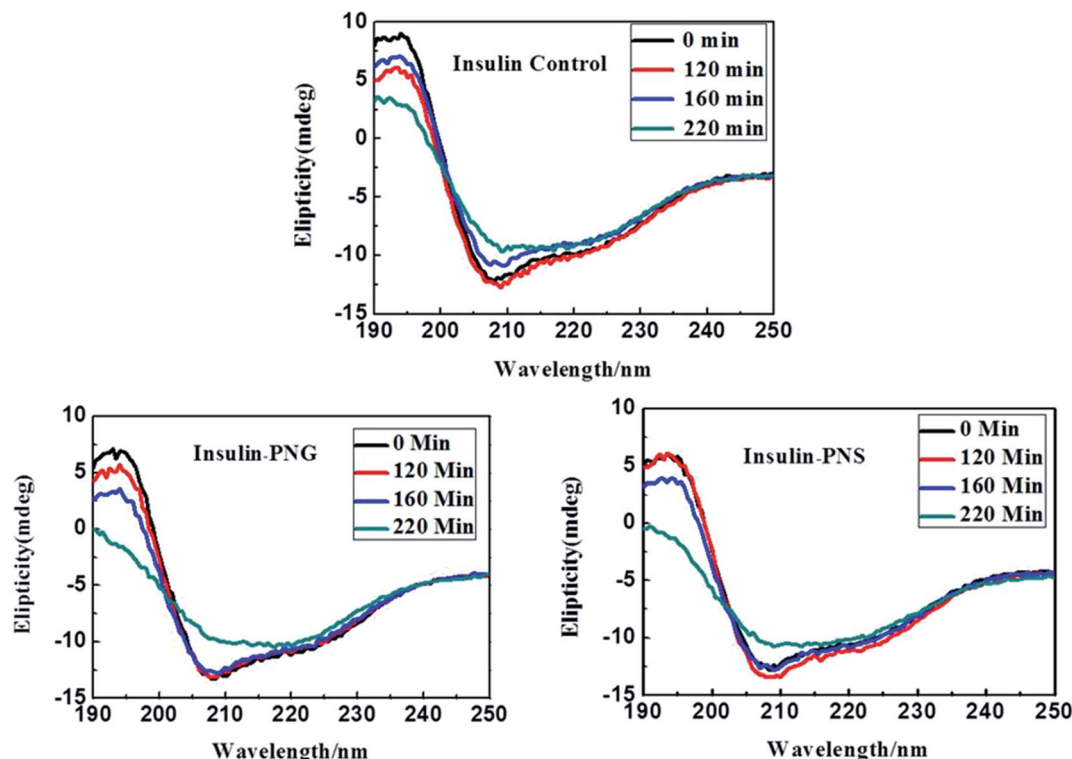 Insulin Control
0 min
120 min
160 min
220 min
10
5
0
-5
-10
-15
Elipticity(mdeg)
190 200 210 220 230 240 250
Wavelength/nm
Insulin-PNG
0 Min
120 Min
160 Min
220 Min
10
5
0
-5
-10
-15
Elipticity(mdeg)
190 200 210 220 230 240 250
Wavelength/nm
Insulin-PNS
0 Min
120 Min
160 Min
220 Min
10
5
0
-5
-10
-15
Elipticity(mdeg)
190 200 210 220 230 240 250
Wavelength/nm